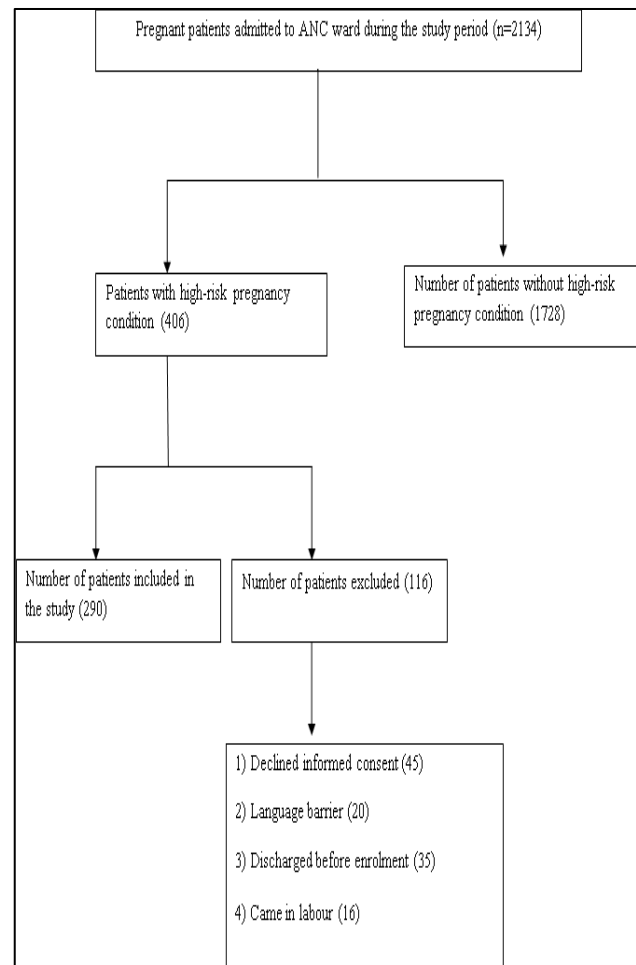 Pregnant patients admitted to ANC ward during the study period (n=2134)
Patients with high-risk pregnancy
condition (406)
Number of patients without high-risk
pregnancy condition (1728)
Number of patients included in
the study (290)
Number of patients excluded (116)
1) Declined informed consent (45)
2) Language barrier (20)
3) Discharged before enrolment (35)
4) Came in labour (16)